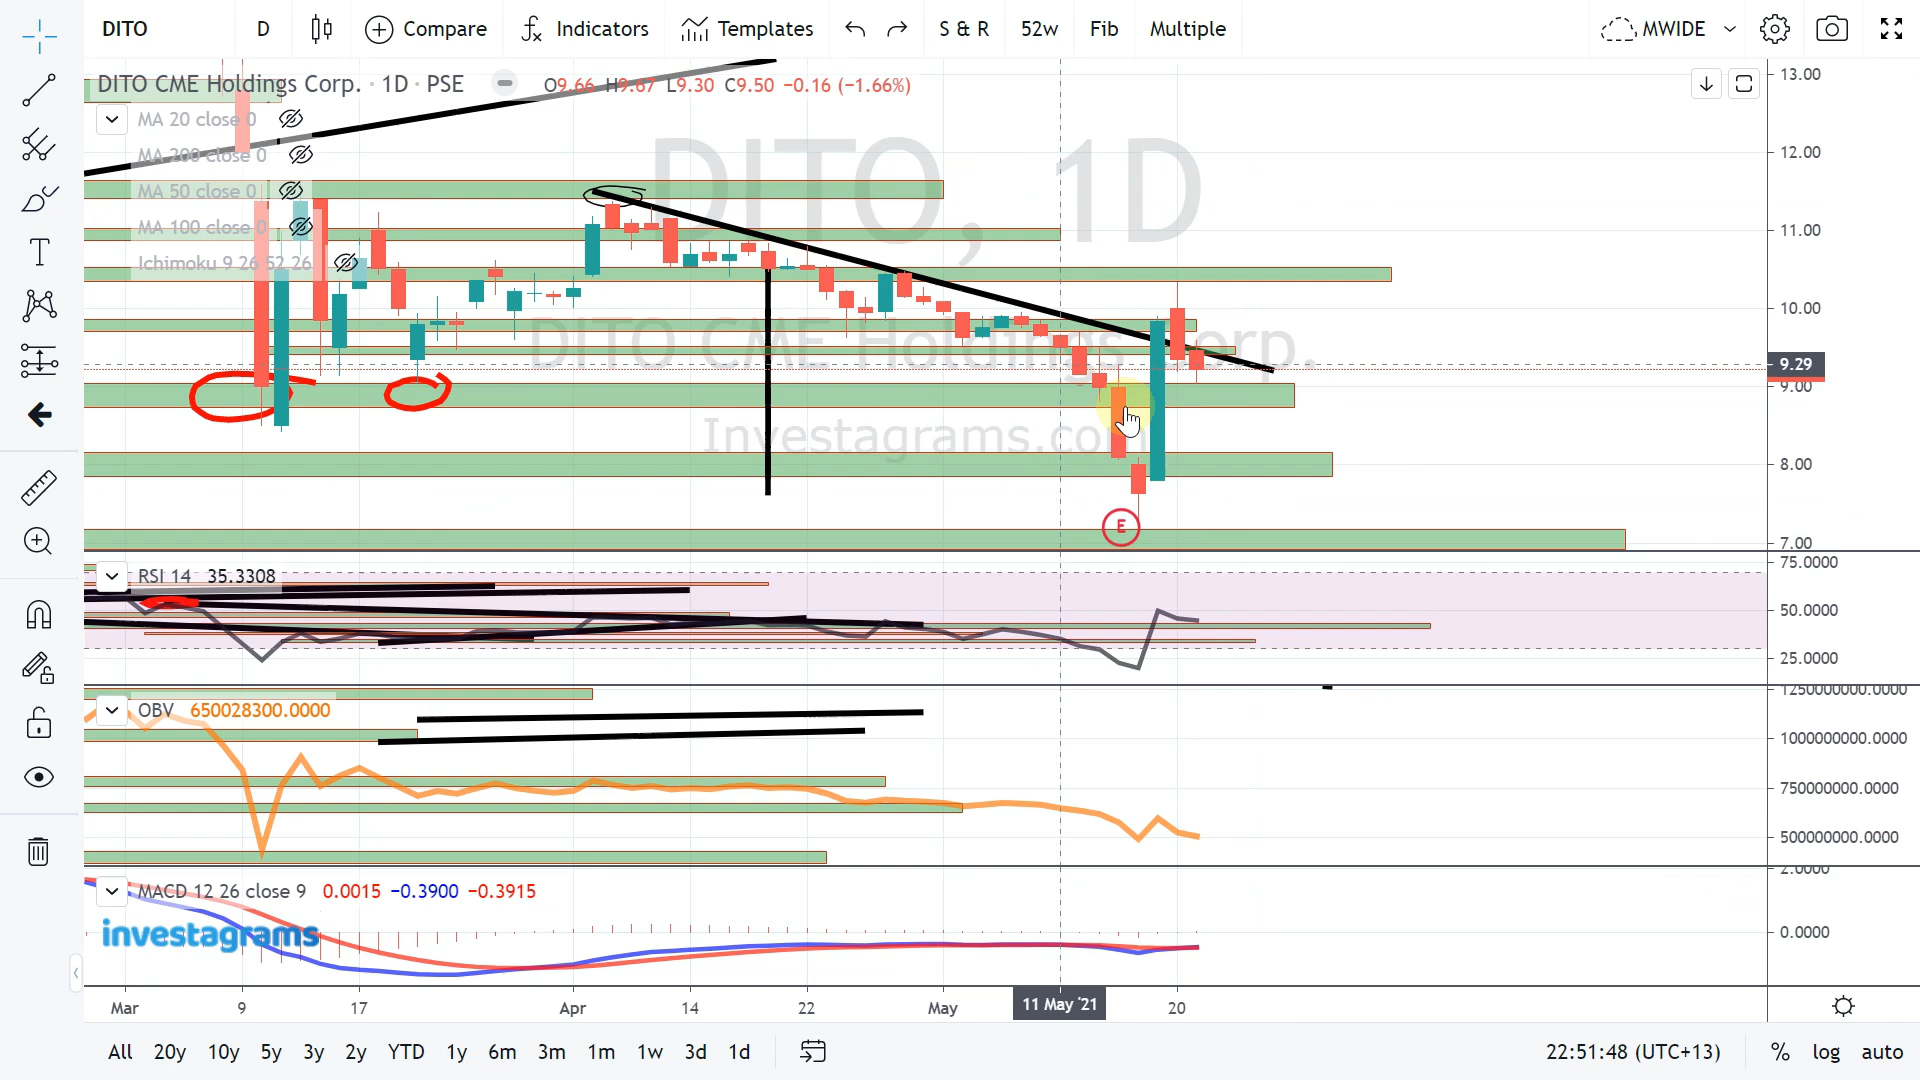 DITO D Compare Indicators Templates S & R 52w Fib Multiple MWIDE
DITO CME Holdings Corp. · 1D · PSE O9.66 H9.67 L9.30 C9.50 −0.16 (−1.66%)
MA 20 close 0
MA 200 close 0
MA 50 close 0
MA 100 close 0
Ichimoku 9 26 52 26
DITO, 1D
DITO CME Holdings Corp.
Investagrams.com
E
13.00
12.00
11.00
10.00
9.29
9.00
8.00
7.00
RSI 14 35.3308
75.0000
50.0000
25.0000
OBV 650028300.0000
1250000000.0000
1000000000.0000
750000000.0000
500000000.0000
MACD 12 26 close 9 0.0015 −0.3900 −0.3915
2.0000
0.0000
investagrams
Mar 9 17 Apr 14 22 May 11 May '21 20
All 20y 10y 5y 3y 2y YTD 1y 6m 3m 1m 1w 3d 1d 22:51:48 (UTC+13) % log auto